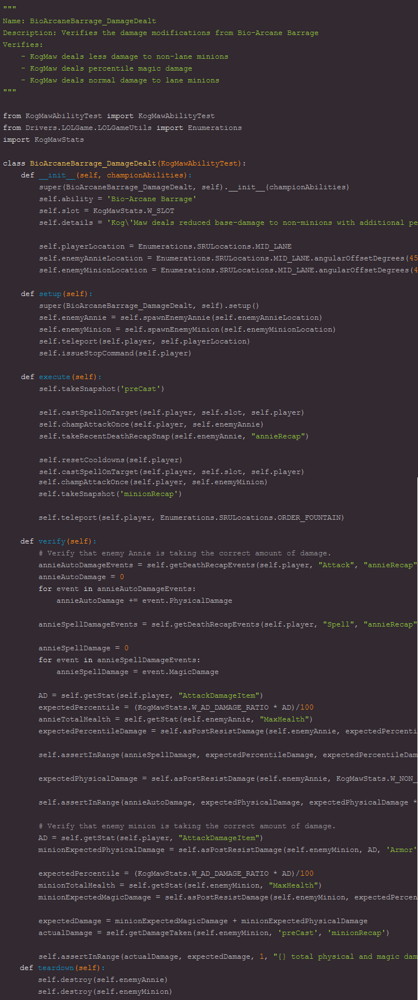 """
Name: BioArcaneBarrage_DamageDealt
Description: Verifies the damage modifications from Bio-Arcane Barrage
Verifies:
    - KogMaw deals less damage to non-lane minions
    - KogMaw deals percentile magic damage
    - KogMaw deals normal damage to lane minions
"""

from KogMawAbilityTest import KogMawAbilityTest
from Drivers.LOLGame.LOLGameUtils import Enumerations
import KogMawStats

class BioArcaneBarrage_DamageDealt(KogMawAbilityTest):
    def __init__(self, championAbilities):
        super(BioArcaneBarrage_DamageDealt, self).__init__(championAbilities)
        self.ability = 'Bio-Arcane Barrage'
        self.slot = KogMawStats.W_SLOT
        self.details = 'Kog\'Maw deals reduced base-damage to non-minions with additional pe

        self.playerLocation = Enumerations.SRULocations.MID_LANE
        self.enemyAnnieLocation = Enumerations.SRULocations.MID_LANE.angularOffsetDegrees(45
        self.enemyMinionLocation = Enumerations.SRULocations.MID_LANE.angularOffsetDegrees(4

    def setup(self):
        super(BioArcaneBarrage_DamageDealt, self).setup()
        self.enemyAnnie = self.spawnEnemyAnnie(self.enemyAnnieLocation)
        self.enemyMinion = self.spawnEnemyMinion(self.enemyMinionLocation)
        self.teleport(self.player, self.playerLocation)
        self.issueStopCommand(self.player)

    def execute(self):
        self.takeSnapshot('preCast')

        self.castSpellOnTarget(self.player, self.slot, self.player)
        self.champAttackOnce(self.player, self.enemyAnnie)
        self.takeRecentDeathRecapSnap(self.enemyAnnie, "annieRecap")

        self.resetCooldowns(self.player)
        self.castSpellOnTarget(self.player, self.slot, self.player)
        self.champAttackOnce(self.player, self.enemyMinion)
        self.takeSnapshot('minionRecap')

        self.teleport(self.player, Enumerations.SRULocations.ORDER_FOUNTAIN)

    def verify(self):
        # Verify that enemy Annie is taking the correct amount of damage.
        annieAutoDamageEvents = self.getDeathRecapEvents(self.player, "Attack", "annieRecap"
        annieAutoDamage = 0
        for event in annieAutoDamageEvents:
            annieAutoDamage += event.PhysicalDamage

        annieSpellDamageEvents = self.getDeathRecapEvents(self.player, "Spell", "annieRecap"

        annieSpellDamage = 0
        for event in annieSpellDamageEvents:
            annieSpellDamage = event.MagicDamage

        AD = self.getStat(self.player, "AttackDamageItem")
        expectedPercentile = (KogMawStats.W_AD_DAMAGE_RATIO * AD)/100
        annieTotalHealth = self.getStat(self.enemyAnnie, "MaxHealth")
        expectedPercentileDamage = self.asPostResistDamage(self.enemyAnnie, expectedPercenti

        self.assertInRange(annieSpellDamage, expectedPercentileDamage, expectedPercentileDam

        expectedPhysicalDamage = self.asPostResistDamage(self.enemyAnnie, KogMawStats.W_NON_

        self.assertInRange(annieAutoDamage, expectedPhysicalDamage, expectedPhysicalDamage *

        # Verify that enemy minion is taking the correct amount of damage.
        AD = self.getStat(self.player, "AttackDamageItem")
        minionExpectedPhysicalDamage = self.asPostResistDamage(self.enemyMinion, AD, 'Armor'

        expectedPercentile = (KogMawStats.W_AD_DAMAGE_RATIO * AD)/100
        minionTotalHealth = self.getStat(self.enemyMinion, "MaxHealth")
        minionExpectedMagicDamage = self.asPostResistDamage(self.enemyMinion, expectedPercen

        expectedDamage = minionExpectedMagicDamage + minionExpectedPhysicalDamage
        actualDamage = self.getDamageTaken(self.enemyMinion, 'preCast', 'minionRecap')

        self.assertInRange(actualDamage, expectedDamage, 1, "{} total physical and magic dam
    def teardown(self):
        self.destroy(self.enemyAnnie)
        self.destroy(self.enemyMinion)